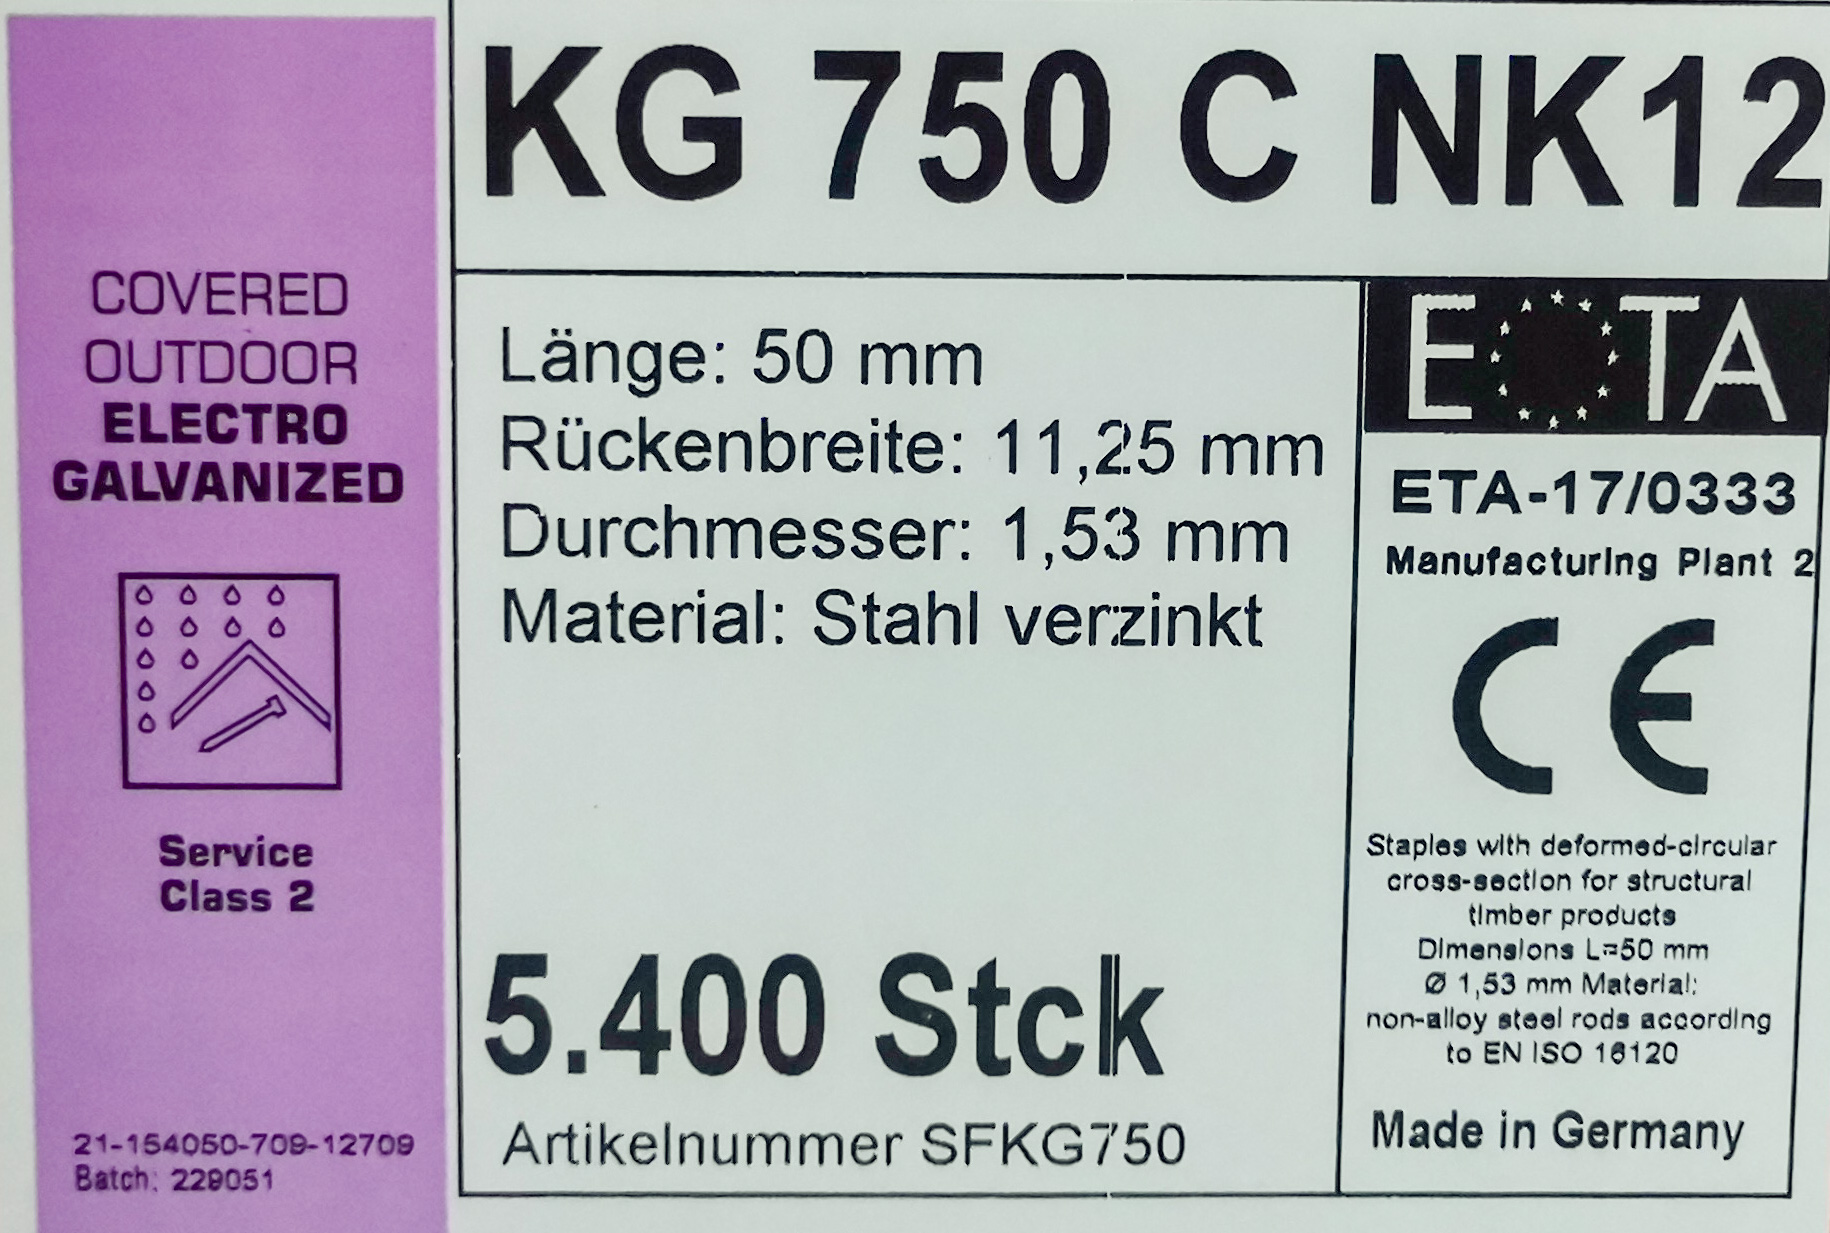 KG 750 C NK12
COVERED
OUTDOOR
ELECTRO
GALVANIZED
Service
Class 2
21-154050-709-12709
Batch: 229051
Länge: 50 mm
Rückenbreite: 11,25 mm
Durchmesser: 1,53 mm
Material: Stahl verzinkt
5.400 Stck
Artikelnummer SFKG750
ETA
ETA-17/0333
Manufacturing Plant 2
CE
Staples with deformed-circular
cross-section for structural
timber products
Dimensions L=50 mm
Ø 1,53 mm Material:
non-alloy steel rods according
to EN ISO 16120
Made in Germany